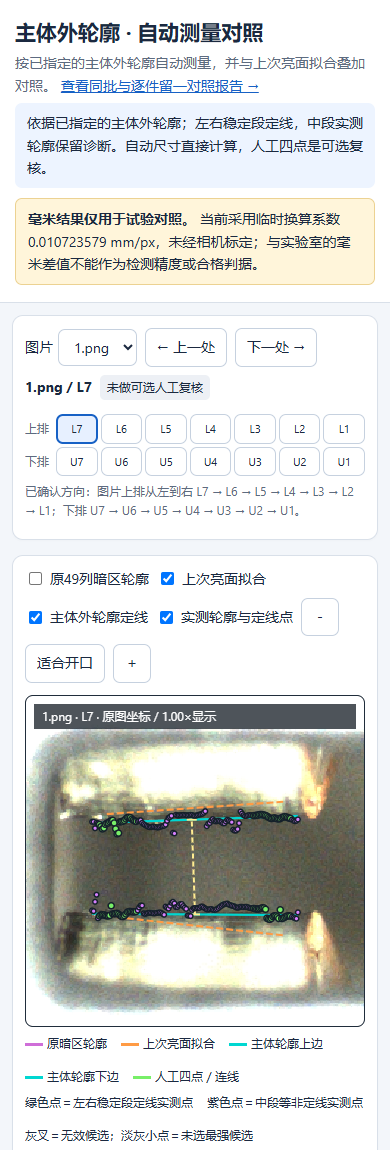 主体外轮廓 · 自动测量对照
按已指定的主体外轮廓自动测量，并与上次亮面拟合叠加
对照。 查看同批与逐件留一对照报告 →
依据已指定的主体外轮廓；左右稳定段定线，中段实测
轮廓保留诊断。自动尺寸直接计算，人工四点是可选复
核。
毫米结果仅用于试验对照。 当前采用临时换算系数
0.010723579 mm/px，未经相机标定；与实验室的毫
米差值不能作为检测精度或合格判据。
图片 1.png ← 上一处 下一处 →
1.png / L7 未做可选人工复核
上排 L7 L6 L5 L4 L3 L2 L1
下排 U7 U6 U5 U4 U3 U2 U1
已确认方向：图片上排从左到右 L7 → L6 → L5 → L4 → L3 → L2
→ L1；下排 U7 → U6 → U5 → U4 → U3 → U2 → U1。
原49列暗区轮廓 上次亮面拟合
主体外轮廓定线 实测轮廓与定线点 -
适合开口 +
1.png · L7 · 原图坐标 / 1.00×显示
原暗区轮廓 上次亮面拟合 主体轮廓上边
主体轮廓下边 人工四点 / 连线
绿色点 = 左右稳定段定线实测点 紫色点 = 中段等非定线实测点
灰叉 = 无效候选；淡灰小点 = 未选最强候选